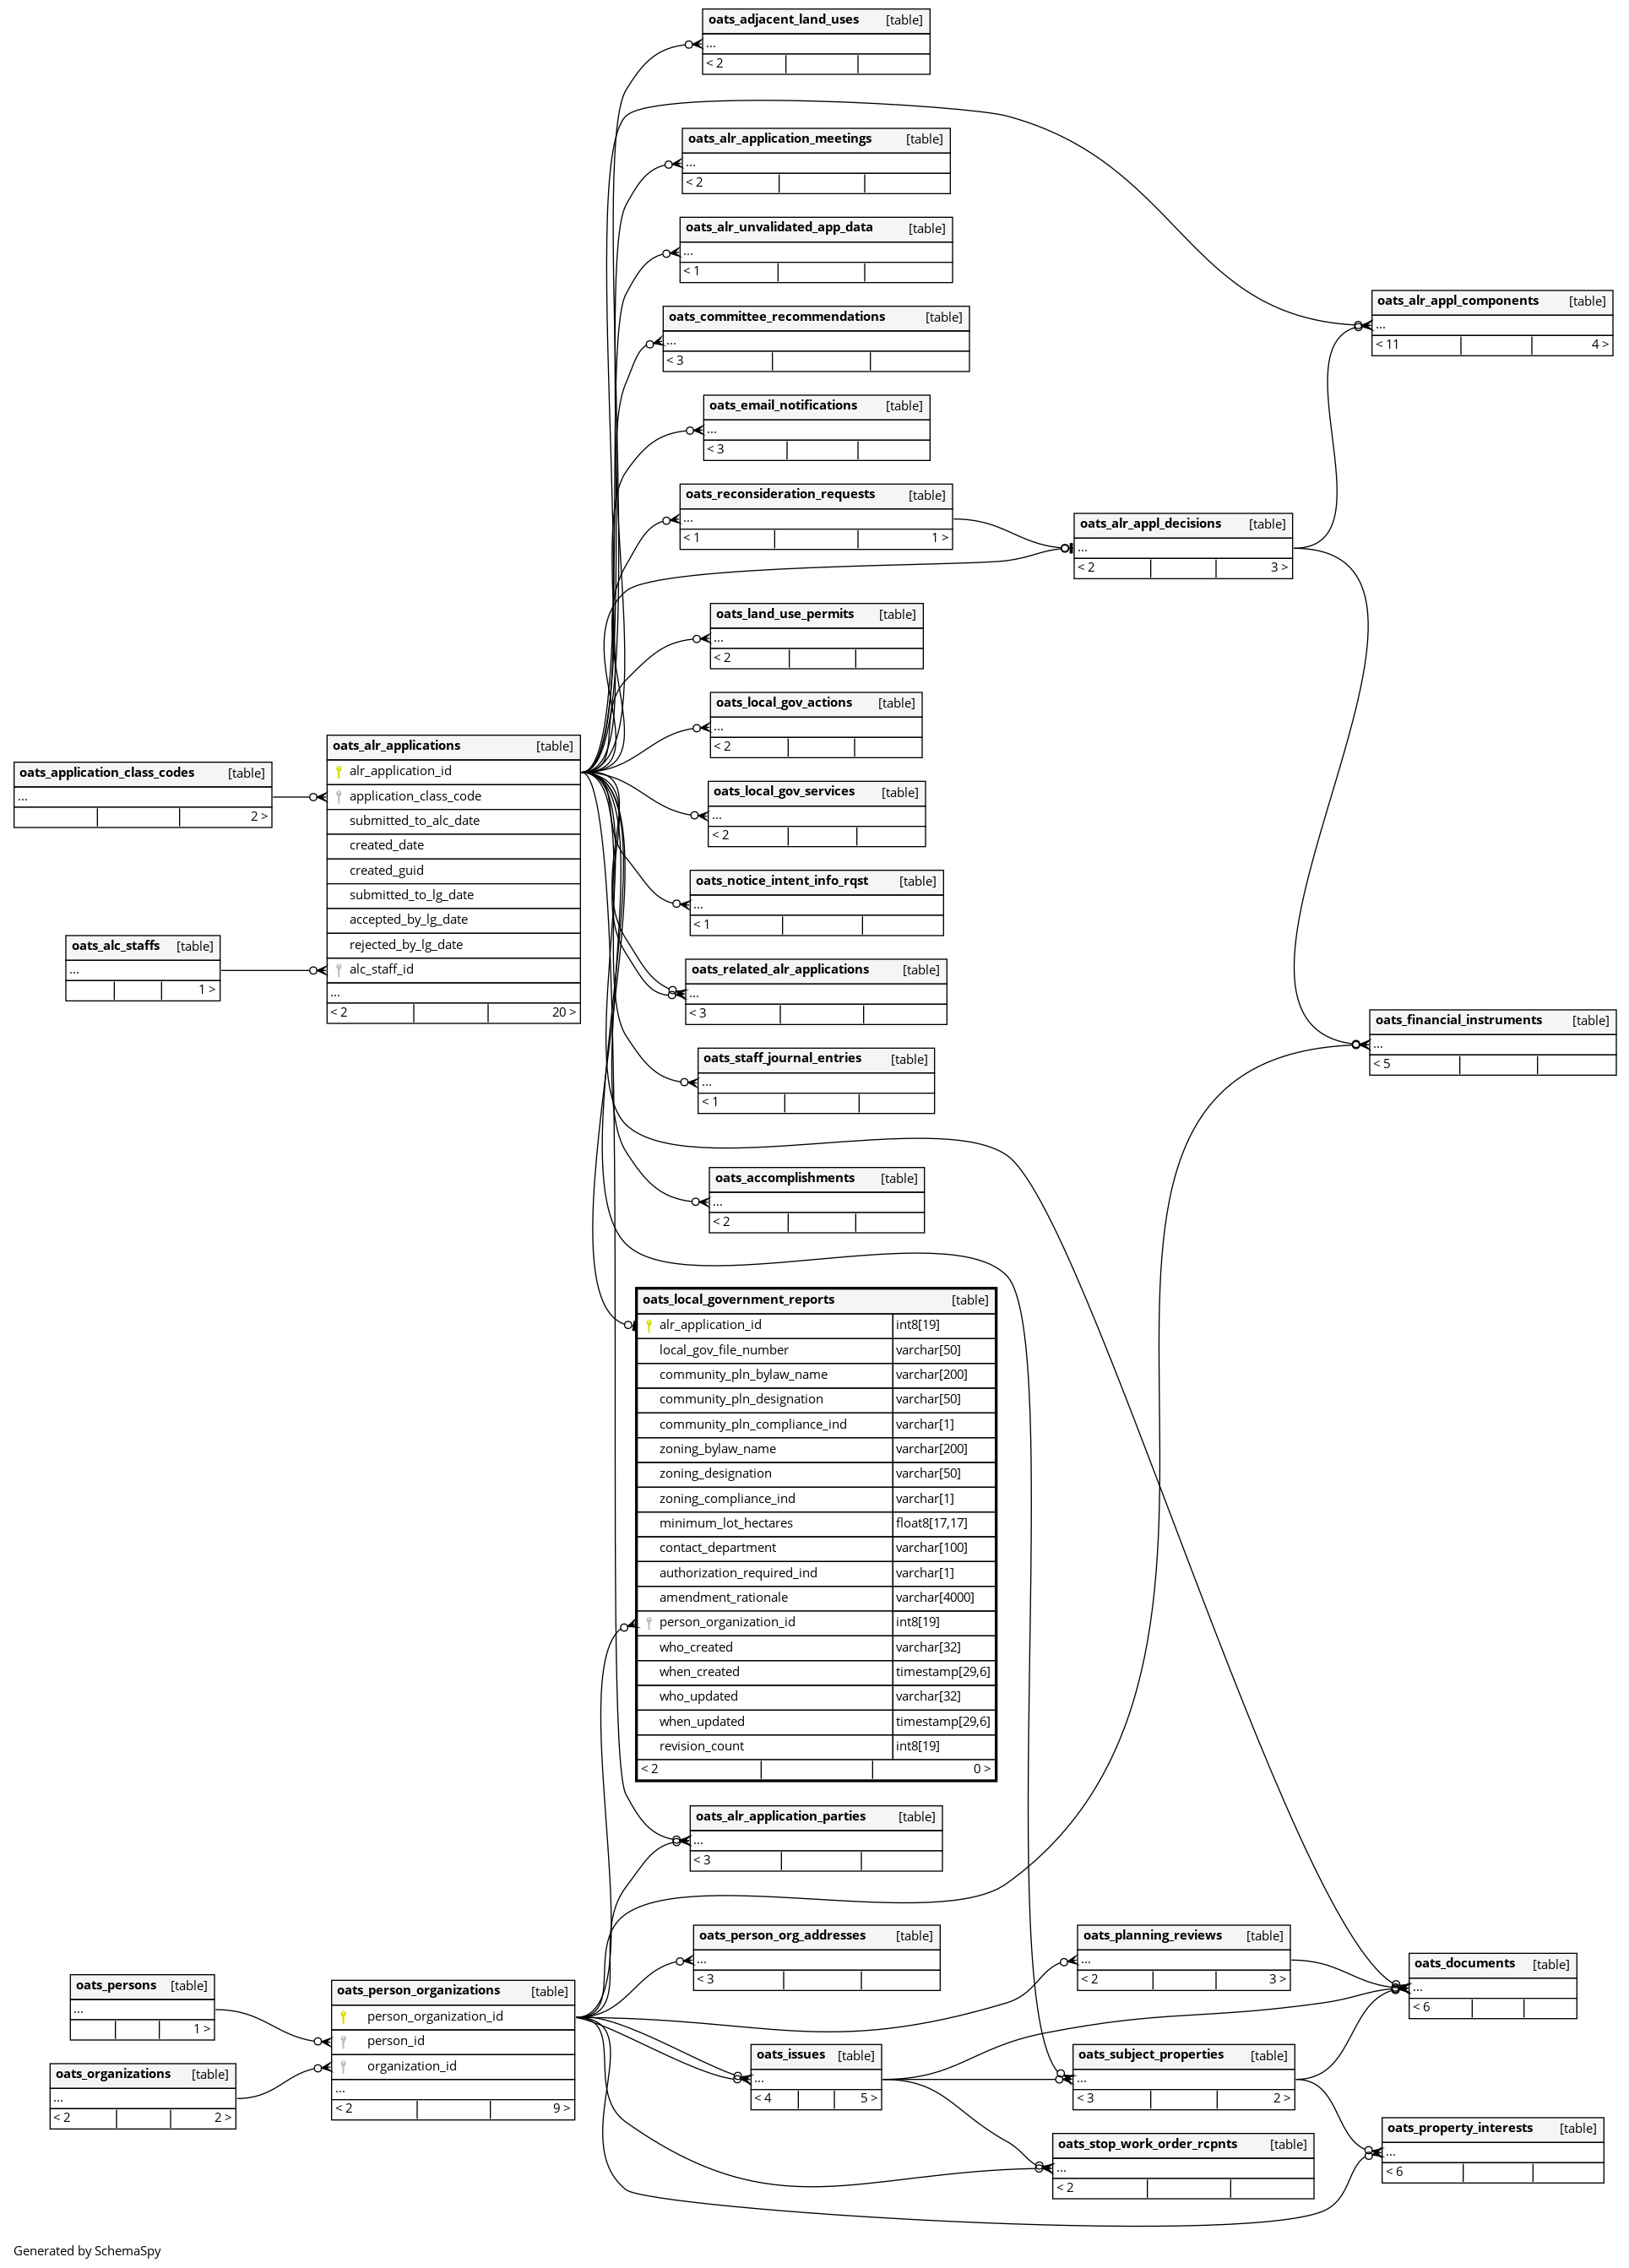 oats_adjacent_land_uses [table]
...
< 2
oats_alr_application_meetings [table]
...
< 2
oats_alr_unvalidated_app_data [table]
...
< 1
oats_committee_recommendations [table]
...
< 3
oats_alr_appl_components [table]
...
< 11 4 >
oats_email_notifications [table]
...
< 3
oats_reconsideration_requests [table]
...
< 1 1 >
oats_alr_appl_decisions [table]
...
< 2 3 >
oats_land_use_permits [table]
...
< 2
oats_local_gov_actions [table]
...
< 2
oats_application_class_codes [table]
...
2 >
oats_alc_staffs [table]
...
1 >
oats_alr_applications [table]
alr_application_id
application_class_code
submitted_to_alc_date
created_date
created_guid
submitted_to_lg_date
accepted_by_lg_date
rejected_by_lg_date
alc_staff_id
...
< 2 20 >
oats_local_gov_services [table]
...
< 2
oats_notice_intent_info_rqst [table]
...
< 1
oats_related_alr_applications [table]
...
< 3
oats_financial_instruments [table]
...
< 5
oats_staff_journal_entries [table]
...
< 1
oats_accomplishments [table]
...
< 2
oats_local_government_reports [table]
alr_application_id int8[19]
local_gov_file_number varchar[50]
community_pln_bylaw_name varchar[200]
community_pln_designation varchar[50]
community_pln_compliance_ind varchar[1]
zoning_bylaw_name varchar[200]
zoning_designation varchar[50]
zoning_compliance_ind varchar[1]
minimum_lot_hectares float8[17,17]
contact_department varchar[100]
authorization_required_ind varchar[1]
amendment_rationale varchar[4000]
person_organization_id int8[19]
who_created varchar[32]
when_created timestamp[29,6]
who_updated varchar[32]
when_updated timestamp[29,6]
revision_count int8[19]
< 2 0 >
oats_alr_application_parties [table]
...
< 3
oats_person_org_addresses [table]
...
< 3
oats_planning_reviews [table]
...
< 2 3 >
oats_documents [table]
...
< 6
oats_persons [table]
...
1 >
oats_organizations [table]
...
< 2 2 >
oats_person_organizations [table]
person_organization_id
person_id
organization_id
...
< 2 9 >
oats_issues [table]
...
< 4 5 >
oats_subject_properties [table]
...
< 3 2 >
oats_property_interests [table]
...
< 6
oats_stop_work_order_rcpnts [table]
...
< 2
Generated by SchemaSpy